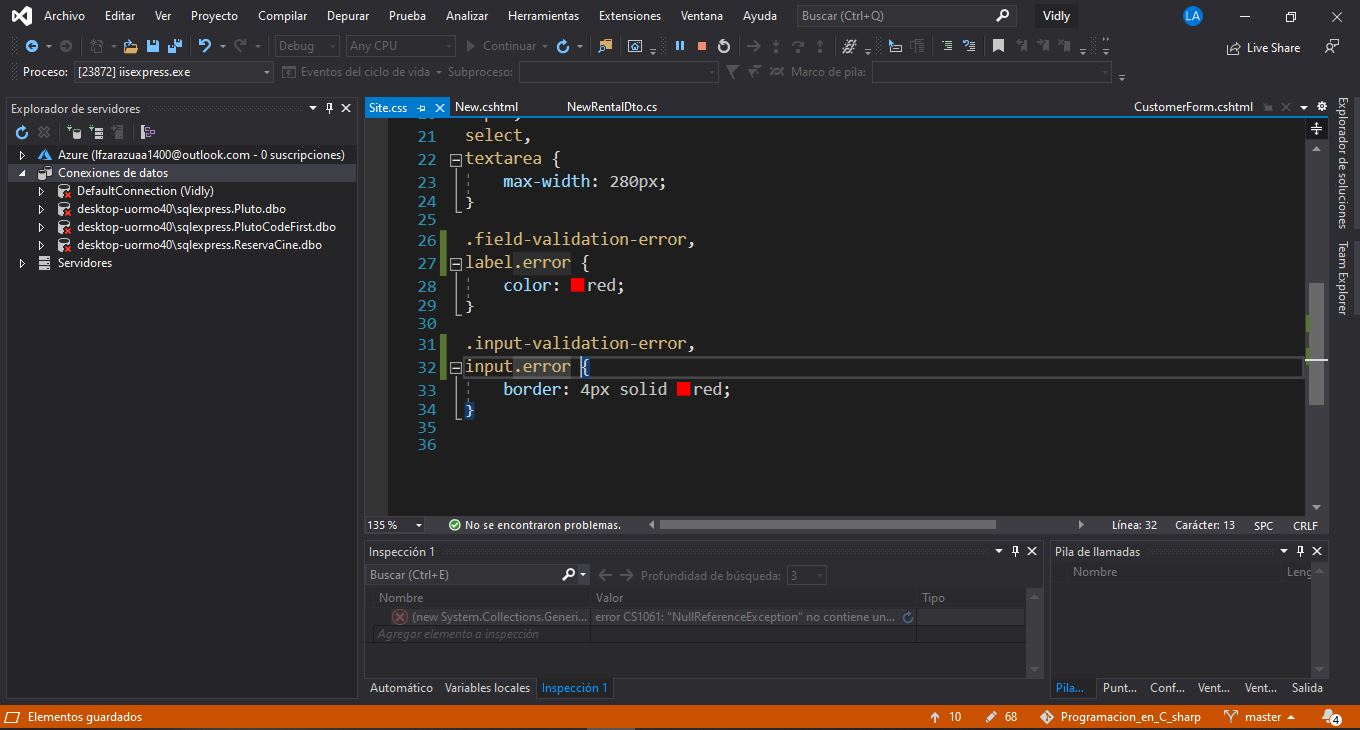 Archivo Editar Ver Proyecto Compilar Depurar Prueba Analizar Herramientas Extensiones Ventana Ayuda Buscar (Ctrl+Q) Vidly LA
Debug Any CPU Continuar Live Share
Proceso: [23872] iisexpress.exe Eventos del ciclo de vida Subproceso: Marco de pila:
Explorador de servidores
Azure (lfzarazuaa1400@outlook.com - 0 suscripciones)
Conexiones de datos
DefaultConnection (Vidly)
desktop-uormo40\sqlexpress.Pluto.dbo
desktop-uormo40\sqlexpress.PlutoCodeFirst.dbo
desktop-uormo40\sqlexpress.ReservaCine.dbo
Servidores
Site.css New.cshtml NewRentalDto.cs CustomerForm.cshtml
21 select,
22 textarea {
23 max-width: 280px;
24 }
25
26 .field-validation-error,
27 label.error {
28 color: red;
29 }
30
31 .input-validation-error,
32 input.error {
33 border: 4px solid red;
34 }
35
36
135 % No se encontraron problemas. Línea: 32 Carácter: 13 SPC CRLF
Explorador de soluciones
Team Explorer
Inspección 1
Buscar (Ctrl+E) Profundidad de búsqueda: 3
Nombre Valor Tipo
(new System.Collections.Generi... error CS1061: "NullReferenceException" no contiene un...
Agregar elemento a inspección
Automático Variables locales Inspección 1
Pila de llamadas
Nombre Leng
Pila... Punt... Conf... Vent... Vent... Salida
Elementos guardados 10 68 Programacion_en_C_sharp master 4